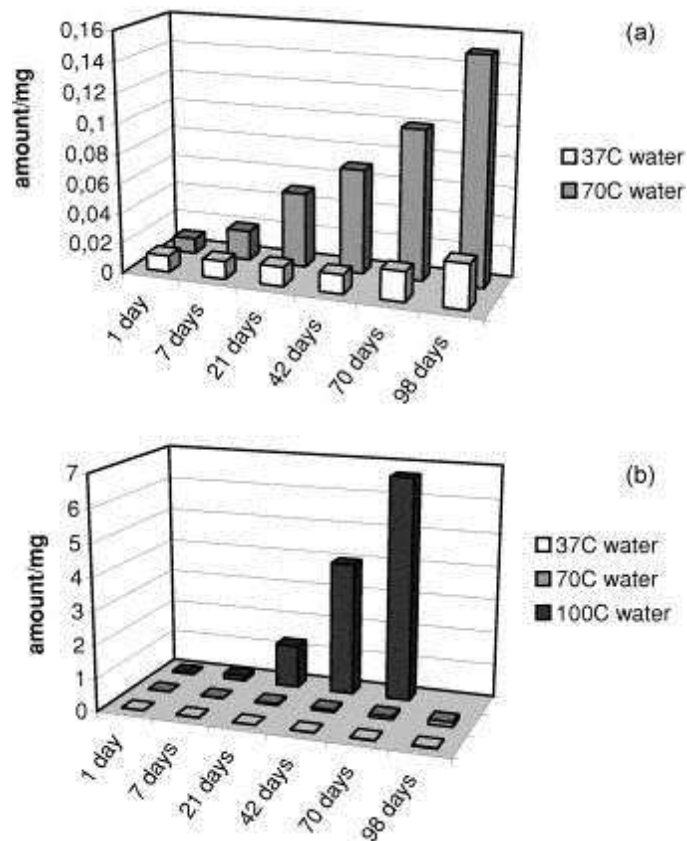 (a)
amount/mg
0,16
0,14
0,12
0,1
0,08
0,06
0,04
0,02
0
1 day
7 days
21 days
42 days
70 days
98 days
37C water
70C water
(b)
amount/mg
7
6
5
4
3
2
1
0
1 day
7 days
21 days
42 days
70 days
98 days
37C water
70C water
100C water